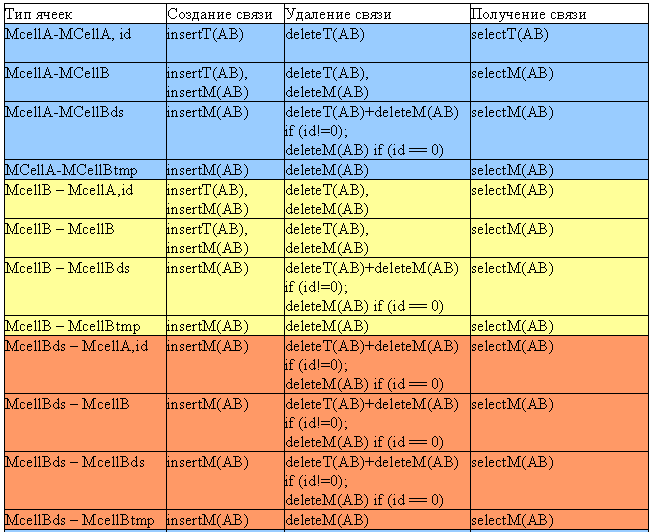 Тип ячеек Создание связи Удаление связи Получение связи
McellA-MCellA, id insertT(AB) deleteT(AB) selectT(AB)
McellA-MCellB insertT(AB), deleteT(AB), selectM(AB)
insertM(AB) deleteM(AB)
McellA-MCellBds insertM(AB) deleteT(AB)+deleteM(AB) selectM(AB)
if (id!=0);
deleteM(AB) if (id == 0)
MCellA-MCellBtmp insertM(AB) deleteM(AB) selectM(AB)
McellB – McellA,id insertT(AB), deleteT(AB), selectM(AB)
insertM(AB) deleteM(AB)
McellB – McellB insertT(AB), deleteT(AB), selectM(AB)
insertM(AB) deleteM(AB)
McellB – McellBds insertM(AB) deleteT(AB)+deleteM(AB) selectM(AB)
if (id!=0);
deleteM(AB) if (id == 0)
McellB – McellBtmp insertM(AB) deleteM(AB) selectM(AB)
McellBds – McellA,id insertM(AB) deleteT(AB)+deleteM(AB) selectM(AB)
if (id!=0);
deleteM(AB) if (id == 0)
McellBds – McellB insertM(AB) deleteT(AB)+deleteM(AB) selectM(AB)
if (id!=0);
deleteM(AB) if (id == 0)
McellBds – McellBds insertM(AB) deleteT(AB)+deleteM(AB) selectM(AB)
if (id!=0);
deleteM(AB) if (id == 0)
McellBds – McellBtmp insertM(AB) deleteM(AB) selectM(AB)